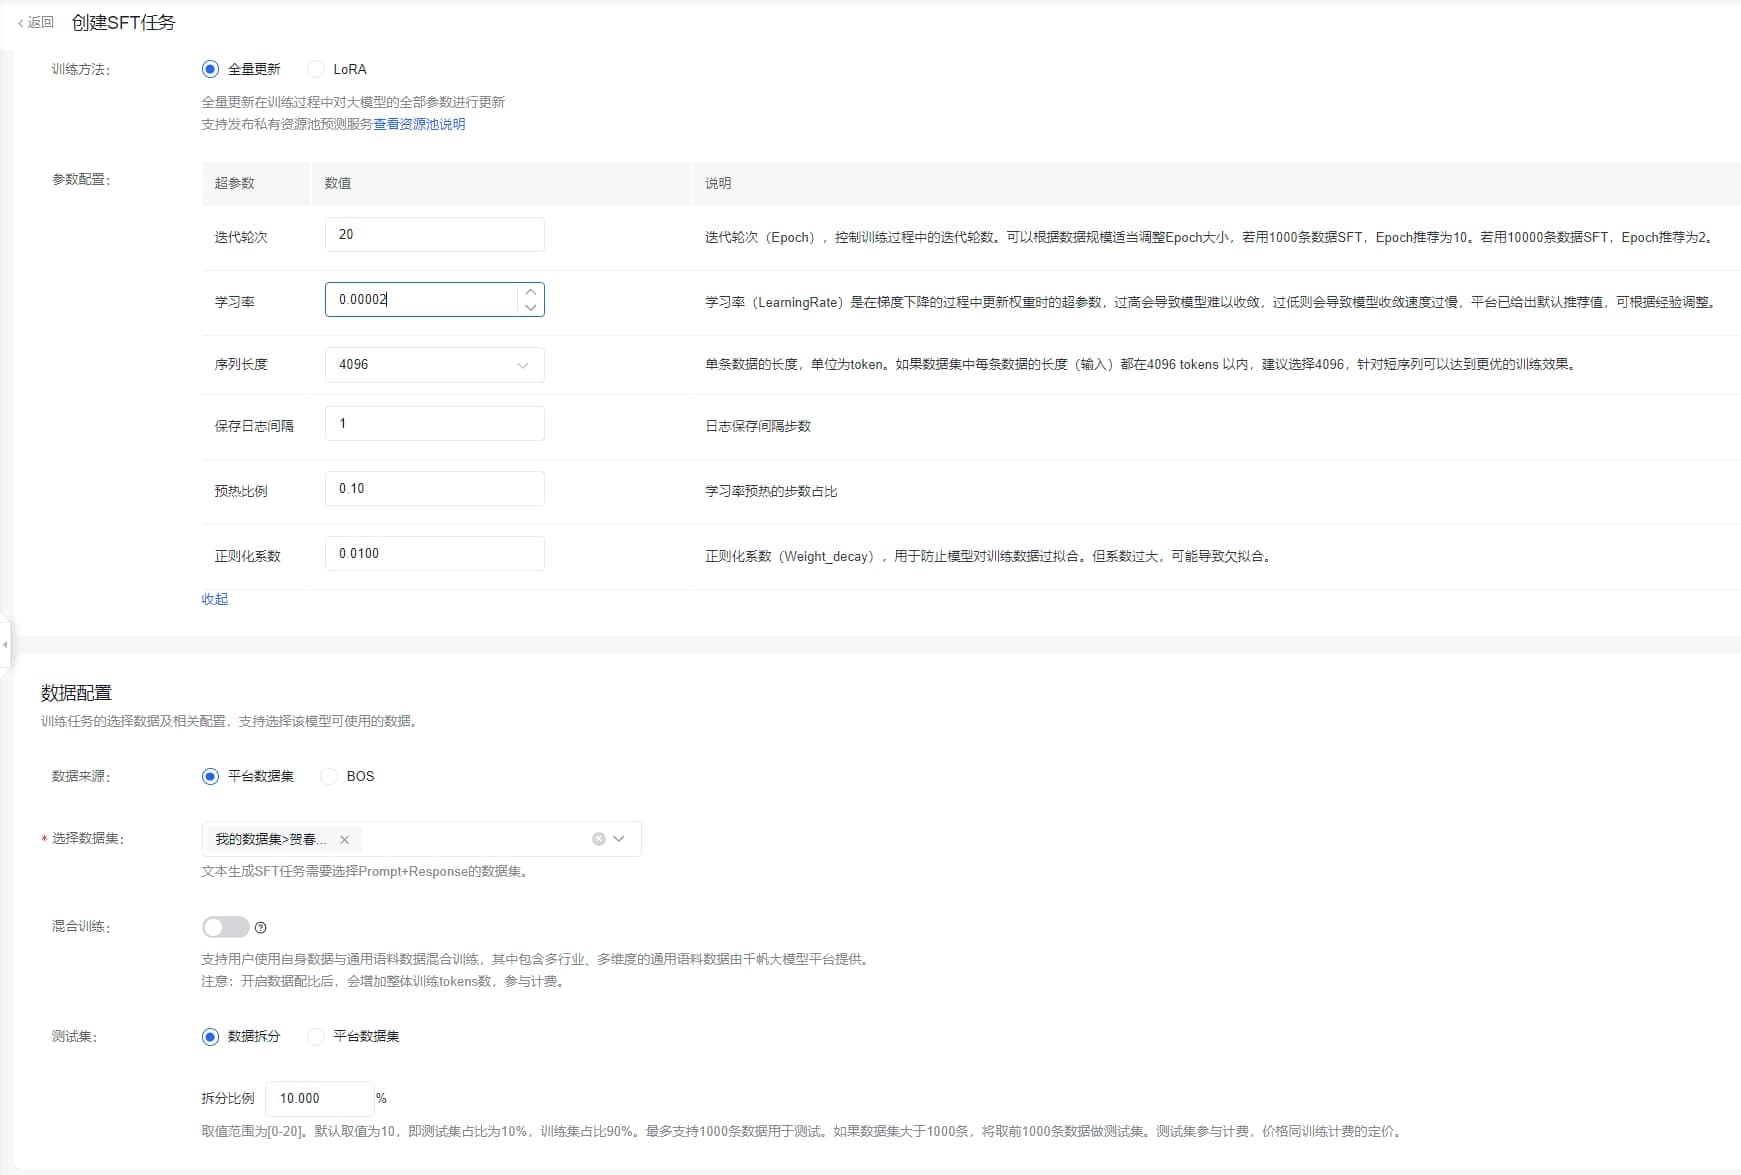 返回 创建SFT任务
训练方法： 全量更新 LoRA
全量更新在训练过程中对大模型的全部参数进行更新
支持发布私有资源池预测服务查看资源池说明
参数配置： 超参数 数值 说明
迭代轮次 20 迭代轮次（Epoch），控制训练过程中的迭代轮数。可以根据数据规模适当调整Epoch大小，若用1000条数据SFT，Epoch推荐为10。若用10000条数据SFT，Epoch推荐为2。
学习率 0.00002 学习率（LearningRate）是在梯度下降的过程中更新权重时的超参数，过高会导致模型难以收敛，过低则会导致模型收敛速度过慢，平台已给出默认推荐值，可根据经验调整。
序列长度 4096 单条数据的长度，单位为token。如果数据集中每条数据的长度（输入）都在4096 tokens 以内，建议选择4096，针对短序列可以达到更优的训练效果。
保存日志间隔 1 日志保存间隔步数
预热比例 0.10 学习率预热的步数占比
正则化系数 0.0100 正则化系数（Weight_decay），用于防止模型对训练数据过拟合。但系数过大，可能导致欠拟合。
收起
数据配置
训练任务的选择数据及相关配置，支持选择该模型可使用的数据。
数据来源： 平台数据集 BOS
* 选择数据集： 我的数据集>贺春...
文本生成SFT任务需要选择Prompt+Response的数据集。
混合训练：
支持用户使用自身数据与通用语料数据混合训练，其中包含多行业、多维度的通用语料数据由千帆大模型平台提供。
注意：开启数据配比后，会增加整体训练tokens数，参与计费。
测试集： 数据拆分 平台数据集
拆分比例 10.000 %
取值范围为[0-20]。默认取值为10，即测试集占比为10%，训练集占比90%。最多支持1000条数据用于测试。如果数据集大于1000条，将取前1000条数据做测试集。测试集参与计费，价格同训练计费的定价。